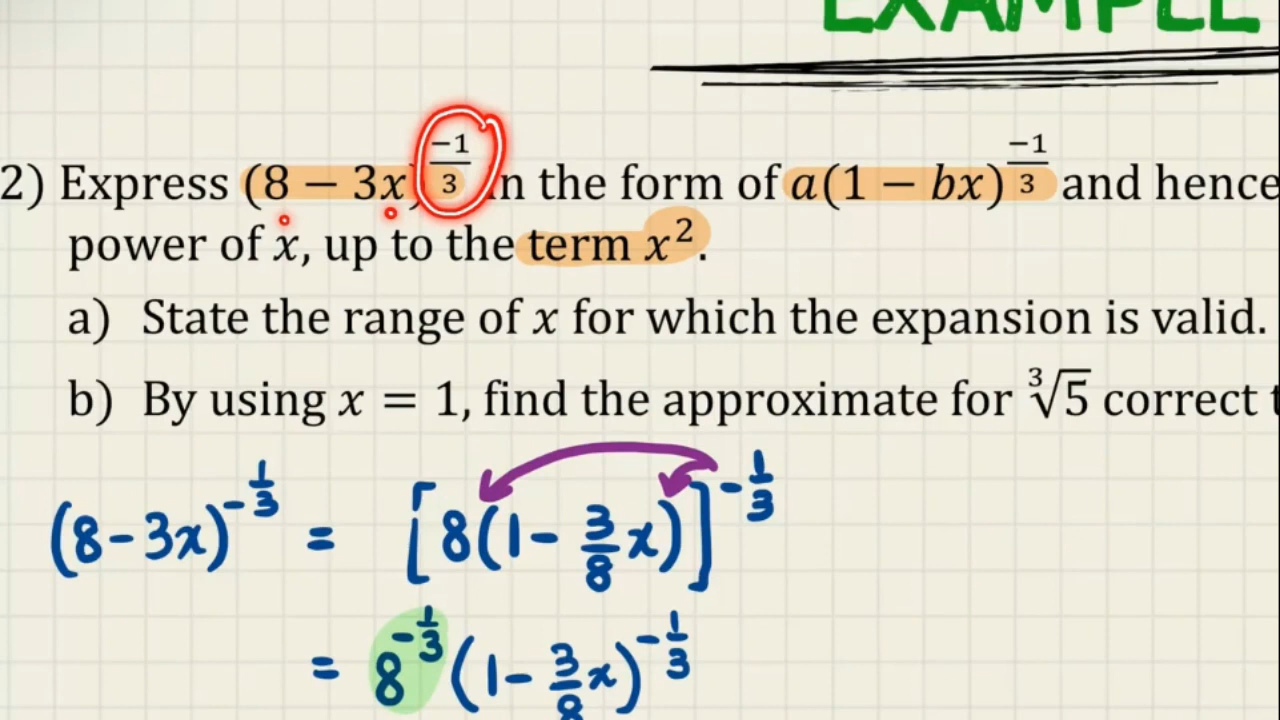 EXAMPLE
2) Express (8 − 3x)^(−1/3) in the form of a(1 − bx)^(−1/3) and hence
power of x, up to the term x².
a) State the range of x for which the expansion is valid.
b) By using x = 1, find the approximate for ∛5 correct
(8-3x)^(-1/3) = [8(1 - 3/8 x)]^(-1/3)
= 8^(-1/3) (1 - 3/8 x)^(-1/3)